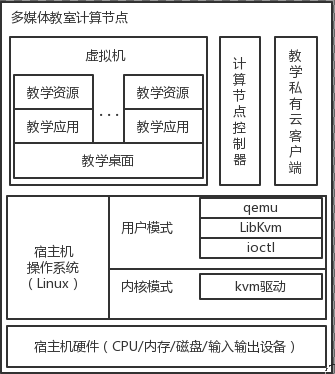 多媒体教室计算节点
虚拟机
教学资源
教学应用
...
教学资源
教学应用
教学桌面
计算节点控制器
教学私有云客户端
宿主机
操作系统
（Linux）
用户模式
qemu
LibKvm
ioctl
内核模式
kvm驱动
宿主机硬件（CPU/内存/磁盘/输入输出设备）